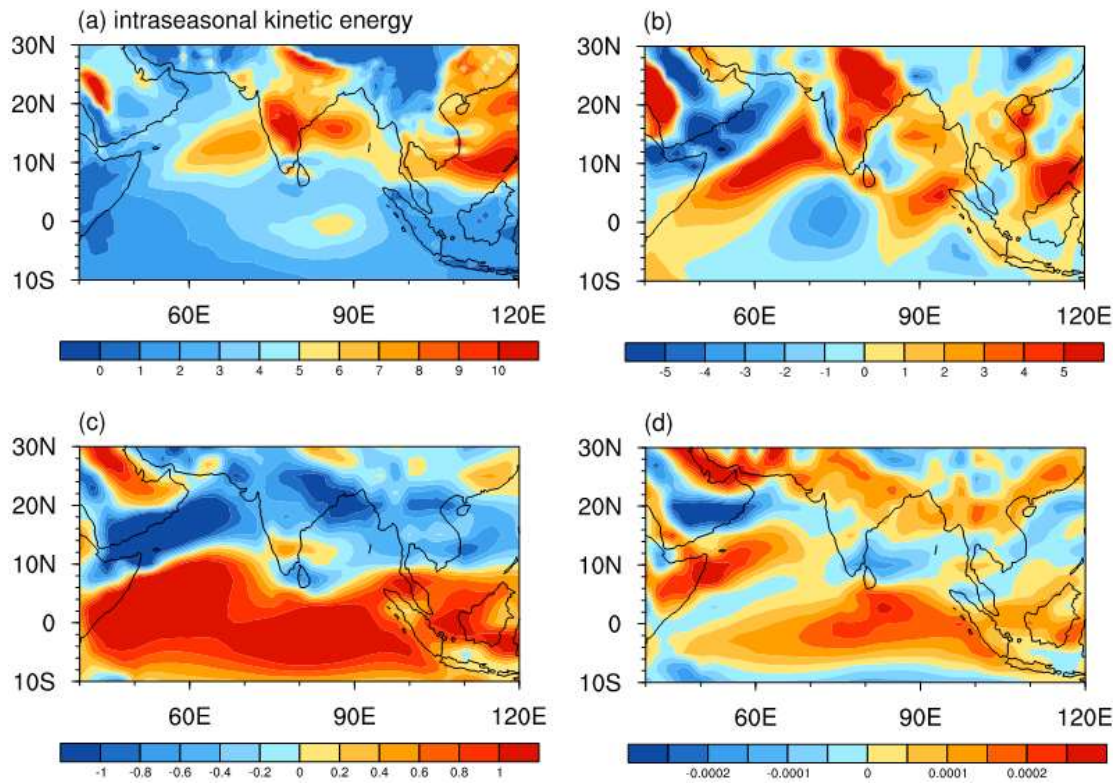 (a) intraseasonal kinetic energy
30N
20N
10N
0
10S
60E 90E 120E
0 1 2 3 4 5 6 7 8 9 10
(b)
30N
20N
10N
0
10S
60E 90E 120E
-5 -4 -3 -2 -1 0 1 2 3 4 5
(c)
30N
20N
10N
0
10S
60E 90E 120E
-1 -0.8 -0.6 -0.4 -0.2 0 0.2 0.4 0.6 0.8 1
(d)
30N
20N
10N
0
10S
60E 90E 120E
-0.0002 -0.0001 0 0.0001 0.0002